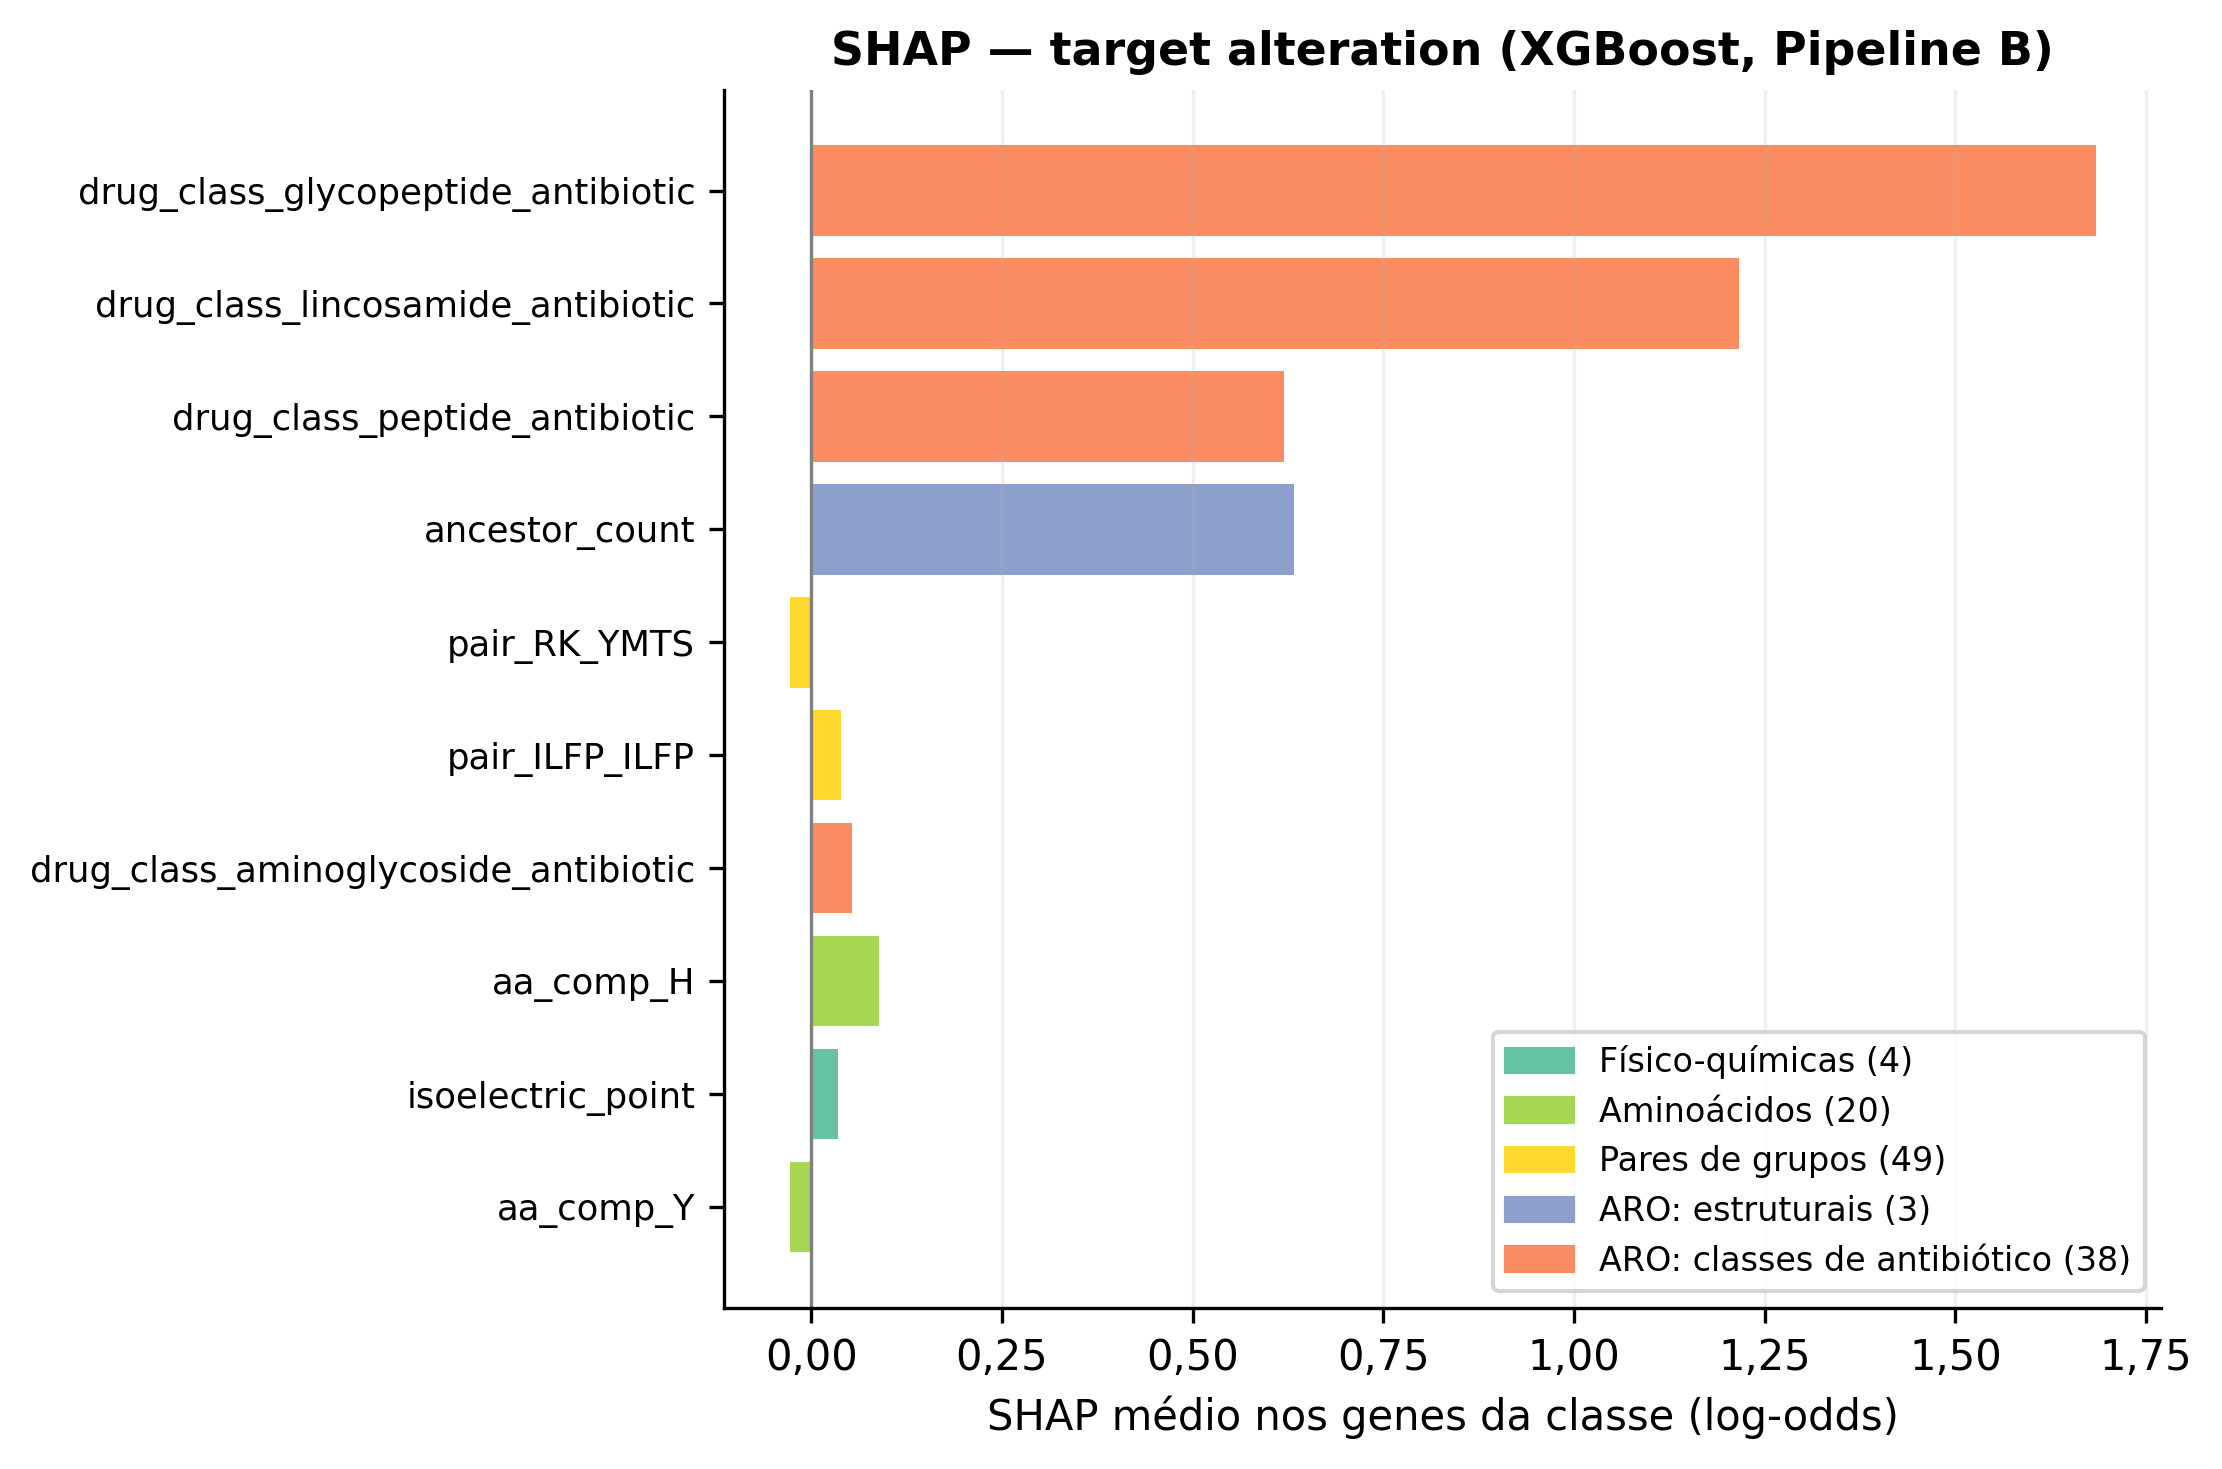 SHAP — target alteration (XGBoost, Pipeline B)
drug_class_glycopeptide_antibiotic
drug_class_lincosamide_antibiotic
drug_class_peptide_antibiotic
ancestor_count
pair_RK_YMTS
pair_ILFP_ILFP
drug_class_aminoglycoside_antibiotic
aa_comp_H
isoelectric_point
aa_comp_Y
Físico-químicas (4)
Aminoácidos (20)
Pares de grupos (49)
ARO: estruturais (3)
ARO: classes de antibiótico (38)
0,00 0,25 0,50 0,75 1,00 1,25 1,50 1,75
SHAP médio nos genes da classe (log-odds)